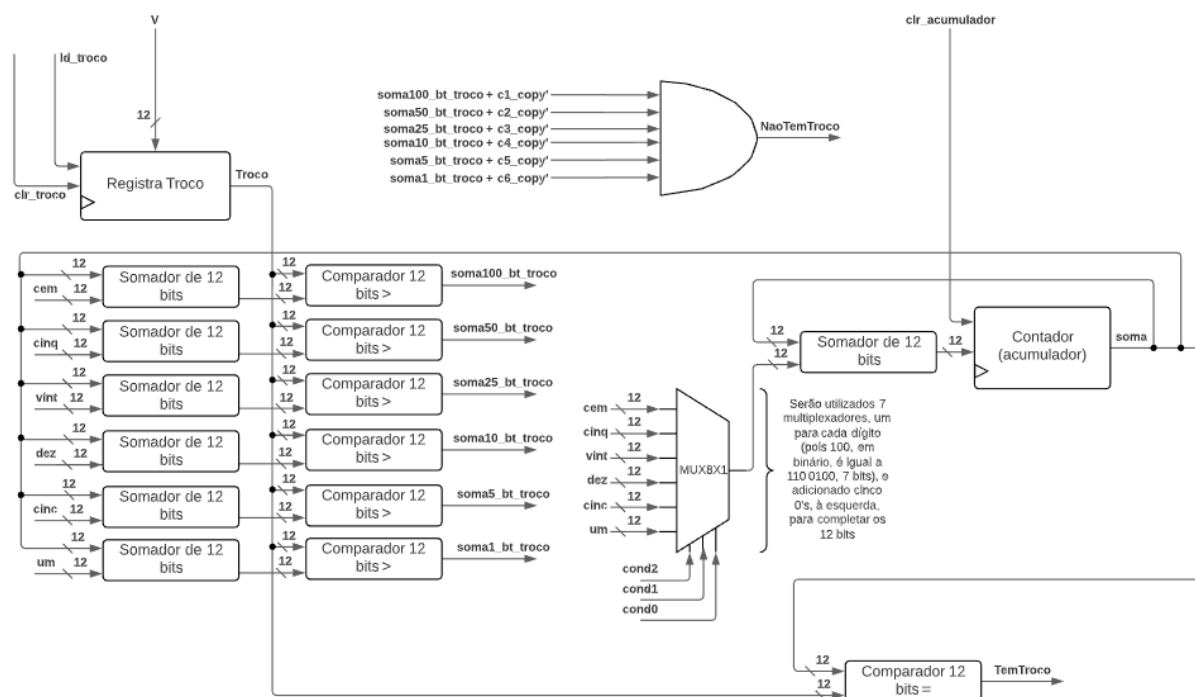 V
clr_acumulador
ld_troco
12
Registra Troco
Troco
clr_troco
soma100_bt_troco + c1_copy'
soma50_bt_troco + c2_copy'
soma25_bt_troco + c3_copy'
soma10_bt_troco + c4_copy'
soma5_bt_troco + c5_copy'
soma1_bt_troco + c6_copy'
NaoTemTroco
12
cem 12
Somador de 12
bits
12
12
Comparador 12
bits >
soma100_bt_troco
12
cinq 12
Somador de 12
bits
12
12
Comparador 12
bits >
soma50_bt_troco
12
vint 12
Somador de 12
bits
12
12
Comparador 12
bits >
soma25_bt_troco
12
dez 12
Somador de 12
bits
12
12
Comparador 12
bits >
soma10_bt_troco
12
cinc 12
Somador de 12
bits
12
12
Comparador 12
bits >
soma5_bt_troco
12
um 12
Somador de 12
bits
12
12
Comparador 12
bits >
soma1_bt_troco
12
12
Somador de 12
bits
12
Contador
(acumulador)
soma
cem 12
cinq 12
vint 12
dez 12
cinc 12
um 12
MUX8X1
cond2
cond1
cond0
Serão utilizados 7
multiplexadores, um
para cada dígito
(pois 100, em
binário, é igual a
110 0100, 7 bits), e
adicionado cinco
0's, à esquerda,
para completar os
12 bits
12
12
Comparador 12
bits =
TemTroco